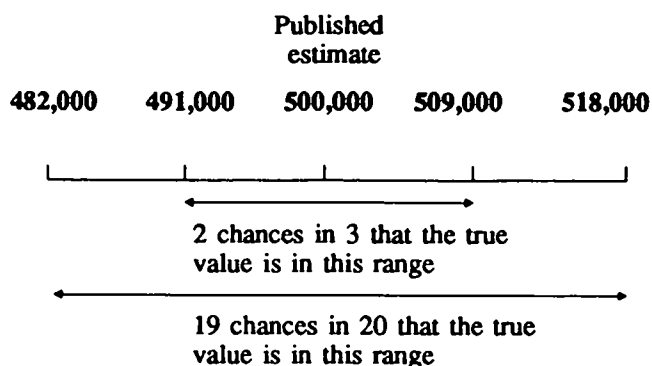 Published
estimate
482,000 491,000 500,000 509,000 518,000
2 chances in 3 that the true
value is in this range
19 chances in 20 that the true
value is in this range